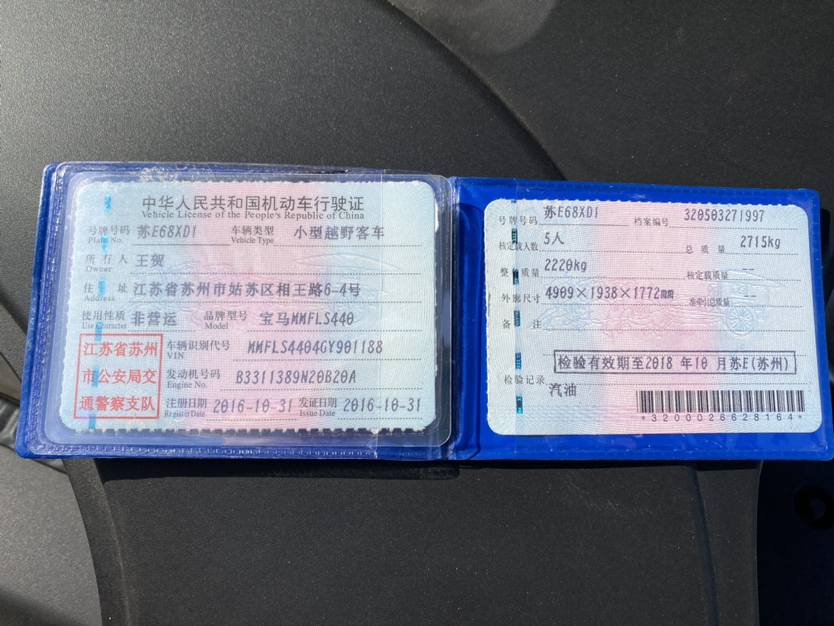 中华人民共和国机动车行驶证
Vehicle License of the People's Republic of China
号牌号码 苏E68XD1 车辆类型 小型越野客车
Plate No. Vehicle Type
所有人 王贺
Owner
住址 江苏省苏州市姑苏区相王路6-4号
Address
使用性质 非营运 品牌型号 宝马MMFLS440
Use Character Model
江苏省苏州
市公安局交
通警察支队
车辆识别代号 MMFLS4404GY901188
VIN
发动机号码 B3311389N20B20A
Engine No.
注册日期 2016-10-31 发证日期 2016-10-31
Register Date Issue Date
号牌号码 苏E68XD1 档案编号 320503271997
核定载人数 5人 总质量 2715kg
整备质量 2220kg 核定载质量 --
外廓尺寸 4909×1938×1772mm 准牵引总质量 --
备注
检验有效期至2018年10月苏E(苏州)
检验记录
汽油
*3200026628164*